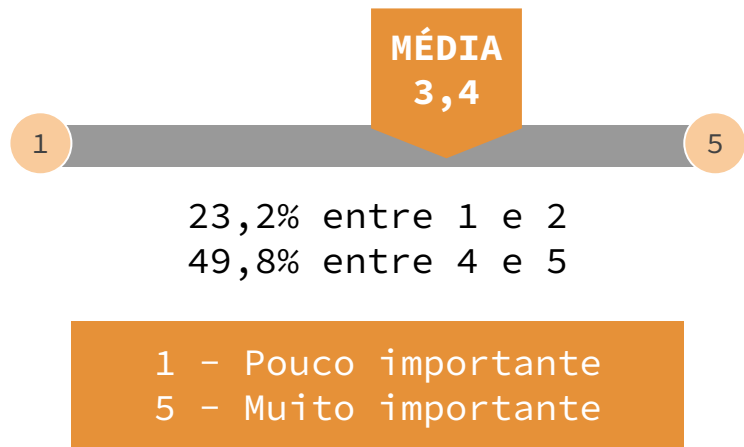 MÉDIA
3,4
1
5
23,2% entre 1 e 2
49,8% entre 4 e 5
1 - Pouco importante
5 - Muito importante